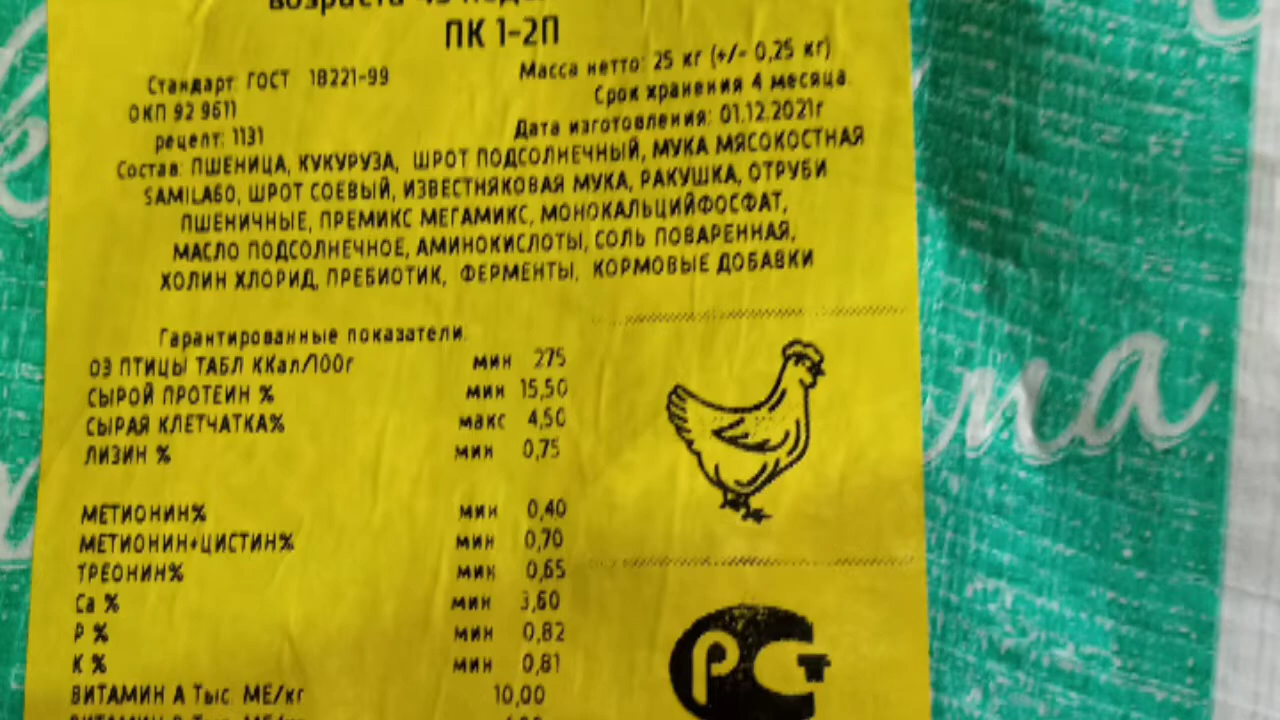 возраста 45 недель
ПК 1-2П
Стандарт ГОСТ 18221-99
Масса нетто: 25 кг (+/- 0,25 кг)
ОКП 92 9611
Срок хранения 4 месяца.
рецепт: 1131
Дата изготовления: 01.12.2021г
Состав: ПШЕНИЦА, КУКУРУЗА, ШРОТ ПОДСОЛНЕЧНЫЙ, МУКА МЯСОКОСТНАЯ
SAMILA60, ШРОТ СОЕВЫЙ, ИЗВЕСТНЯКОВАЯ МУКА, РАКУШКА, ОТРУБИ
ПШЕНИЧНЫЕ, ПРЕМИКС МЕГАМИКС, МОНОКАЛЬЦИЙФОСФАТ,
МАСЛО ПОДСОЛНЕЧНОЕ, АМИНОКИСЛОТЫ, СОЛЬ ПОВАРЕННАЯ,
ХОЛИН ХЛОРИД, ПРЕБИОТИК, ФЕРМЕНТЫ, КОРМОВЫЕ ДОБАВКИ
Гарантированные показатели:
ОЭ ПТИЦЫ ТАБЛ ККал/100г мин 275
СЫРОЙ ПРОТЕИН % мин 15,50
СЫРАЯ КЛЕТЧАТКА% макс 4,50
ЛИЗИН % мин 0,75
МЕТИОНИН% мин 0,40
МЕТИОНИН+ЦИСТИН% мин 0,70
ТРЕОНИН% мин 0,65
Ca % мин 3,60
P % мин 0,82
К % мин 0,81
ВИТАМИН А Тыс. МЕ/кг 10,00
РСТ